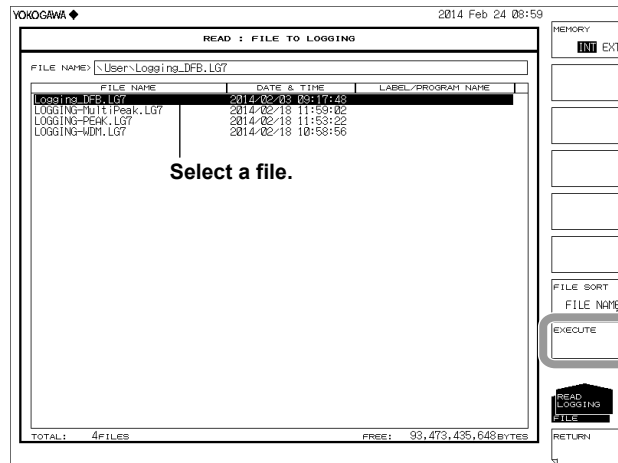 YOKOGAWA 2014 Feb 24 08:59
READ : FILE TO LOGGING
FILE NAME> \User\Logging_DFB.LG7
FILE NAME DATE & TIME LABEL/PROGRAM NAME
Logging_DFB.LG7 2014/02/03 09:17:48
LOGGING-MultiPeak.LG7 2014/02/18 11:59:02
LOGGING-PEAK.LG7 2014/02/18 11:53:22
LOGGING-WDM.LG7 2014/02/18 10:58:56
Select a file.
TOTAL: 4FILES FREE: 93,473,435,648BYTES
MEMORY
INT EXT
FILE SORT
FILE NAME
EXECUTE
READ
LOGGING
FILE
RETURN